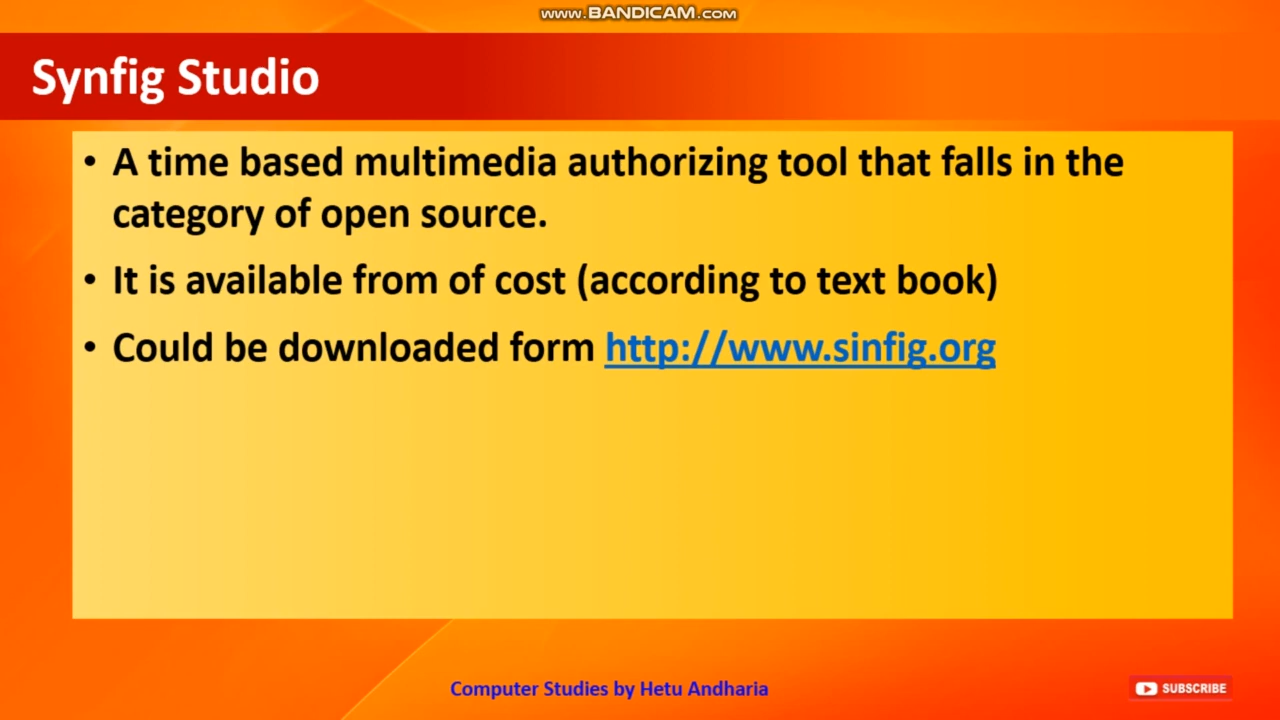 www.BANDICAM.com
Synfig Studio
• A time based multimedia authorizing tool that falls in the
category of open source.
• It is available from of cost (according to text book)
• Could be downloaded form http://www.sinfig.org
Computer Studies by Hetu Andharia
SUBSCRIBE